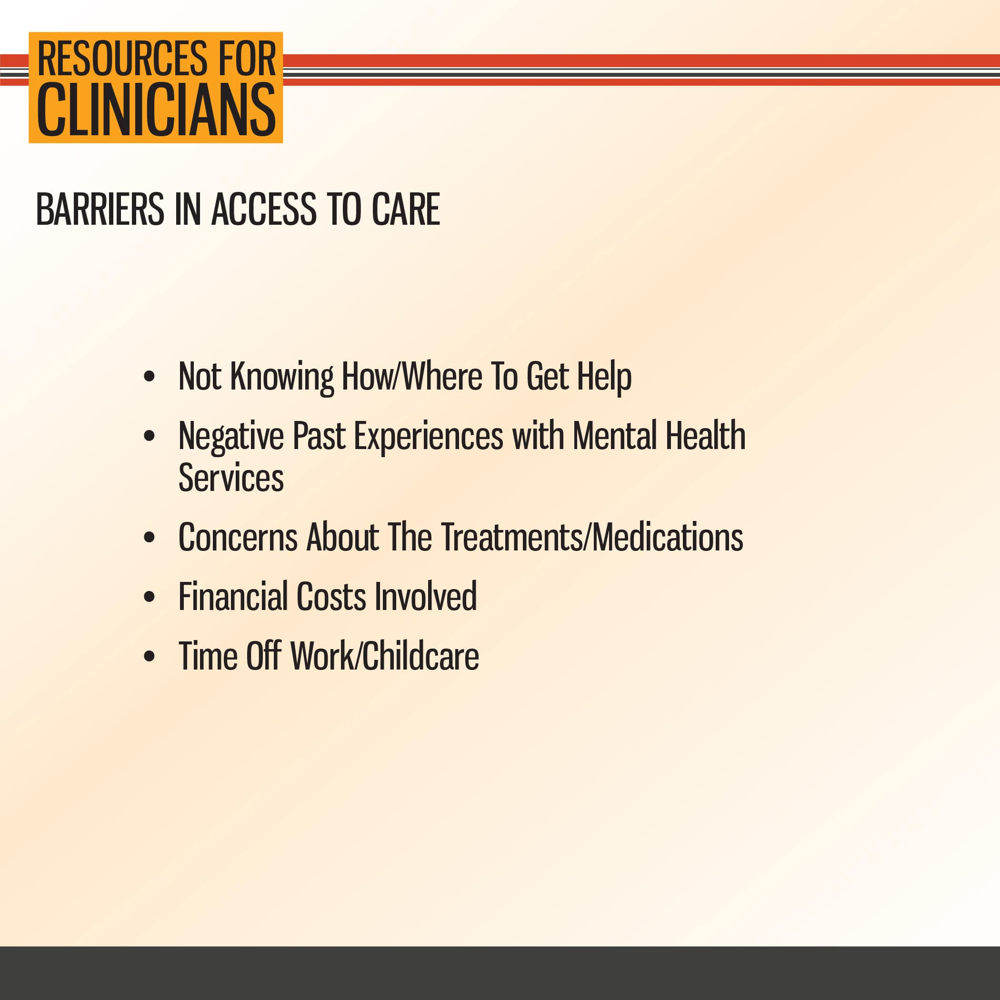 RESOURCES FOR
CLINICIANS
BARRIERS IN ACCESS TO CARE
• Not Knowing How/Where To Get Help
• Negative Past Experiences with Mental Health
Services
• Concerns About The Treatments/Medications
• Financial Costs Involved
• Time Off Work/Childcare